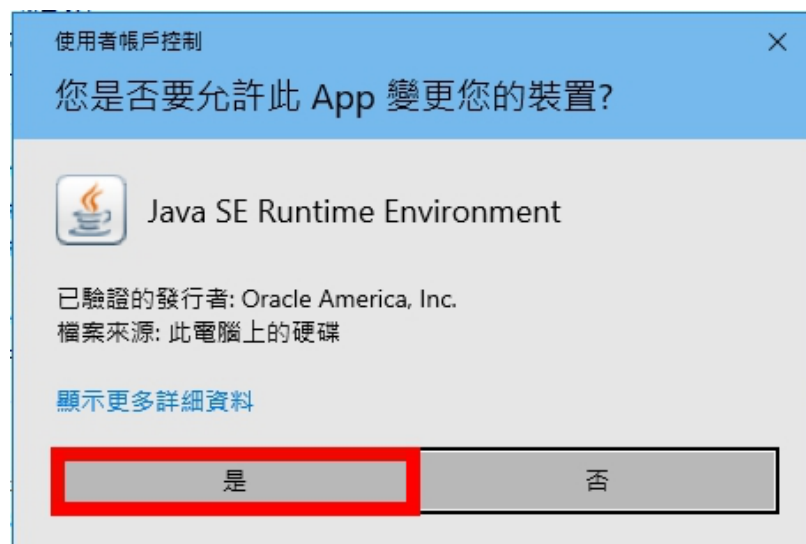 使用者帳戶控制
您是否要允許此 App 變更您的裝置?
Java SE Runtime Environment
已驗證的發行者: Oracle America, Inc.
檔案來源: 此電腦上的硬碟
顯示更多詳細資料
是
否